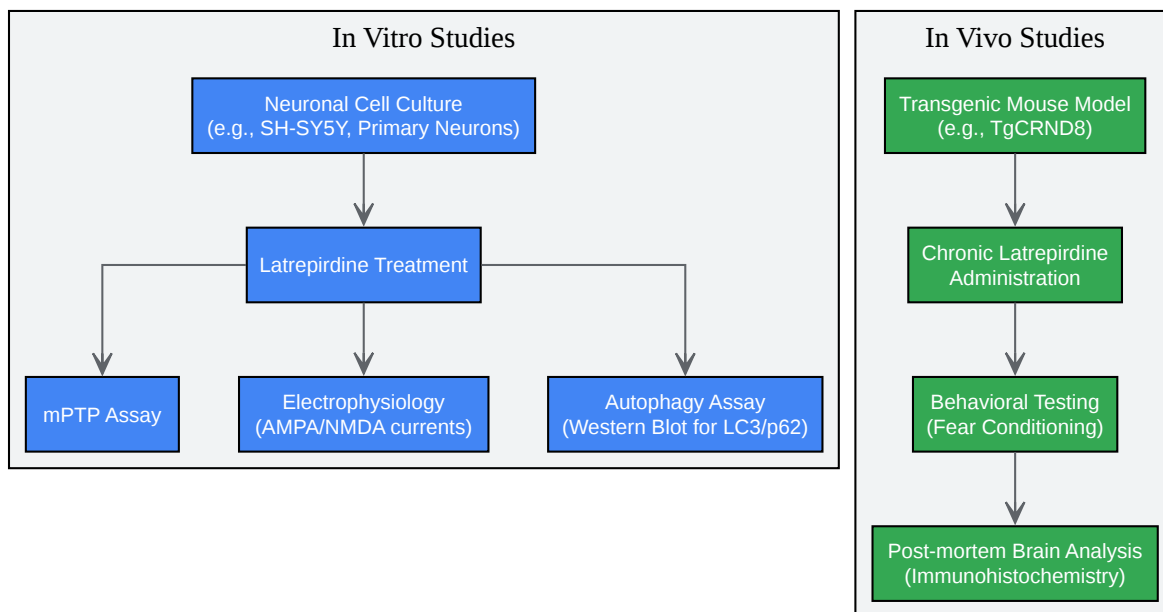 In Vitro Studies
Neuronal Cell Culture
(e.g., SH-SY5Y, Primary Neurons)
Latrepirdine Treatment
mPTP Assay
Electrophysiology
(AMPA/NMDA currents)
Autophagy Assay
(Western Blot for LC3/p62)
In Vivo Studies
Transgenic Mouse Model
(e.g., TgCRND8)
Chronic Latrepirdine
Administration
Behavioral Testing
(Fear Conditioning)
Post-mortem Brain Analysis
(Immunohistochemistry)